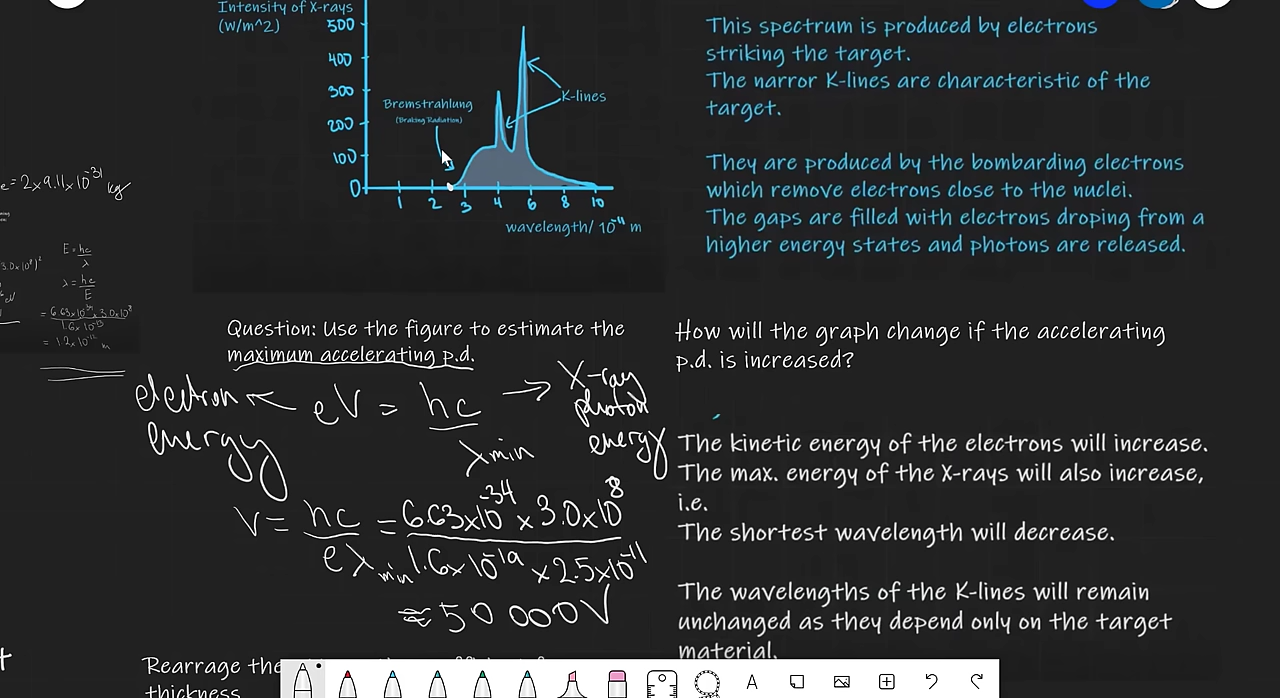 Intensity of X-rays
(W/m^2)
500
400
300
200
100
0
Bremstrahlung
(Braking Radiation)
K-lines
1 2 3 4 6 8 10
wavelength/ 10⁻¹¹ m
This spectrum is produced by electrons
striking the target.
The narror K-lines are characteristic of the
target.
They are produced by the bombarding electrons
which remove electrons close to the nuclei.
The gaps are filled with electrons droping from a
higher energy states and photons are released.
e = 2 x 9.11 x 10⁻³¹ kg
3.0 x 10⁸)²
eV
E = hc/λ
λ = hc/E
= 6.63 x 10⁻³⁴ x 3.0 x 10⁸ / 1.6 x 10⁻¹³
= 1.2 x 10⁻¹² m
Question: Use the figure to estimate the
maximum accelerating p.d.
electron energy ← eV = hc/λmin → X-ray photon energy
V = hc/eλmin = 6.63 x 10⁻³⁴ x 3.0 x 10⁸ / 1.6 x 10⁻¹⁹ x 2.5 x 10⁻¹¹
≈ 50 000 V
How will the graph change if the accelerating
p.d. is increased?
The kinetic energy of the electrons will increase.
The max. energy of the X-rays will also increase,
i.e.
The shortest wavelength will decrease.
The wavelengths of the K-lines will remain
unchanged as they depend only on the target
material.
Rearrage the
thickness
A